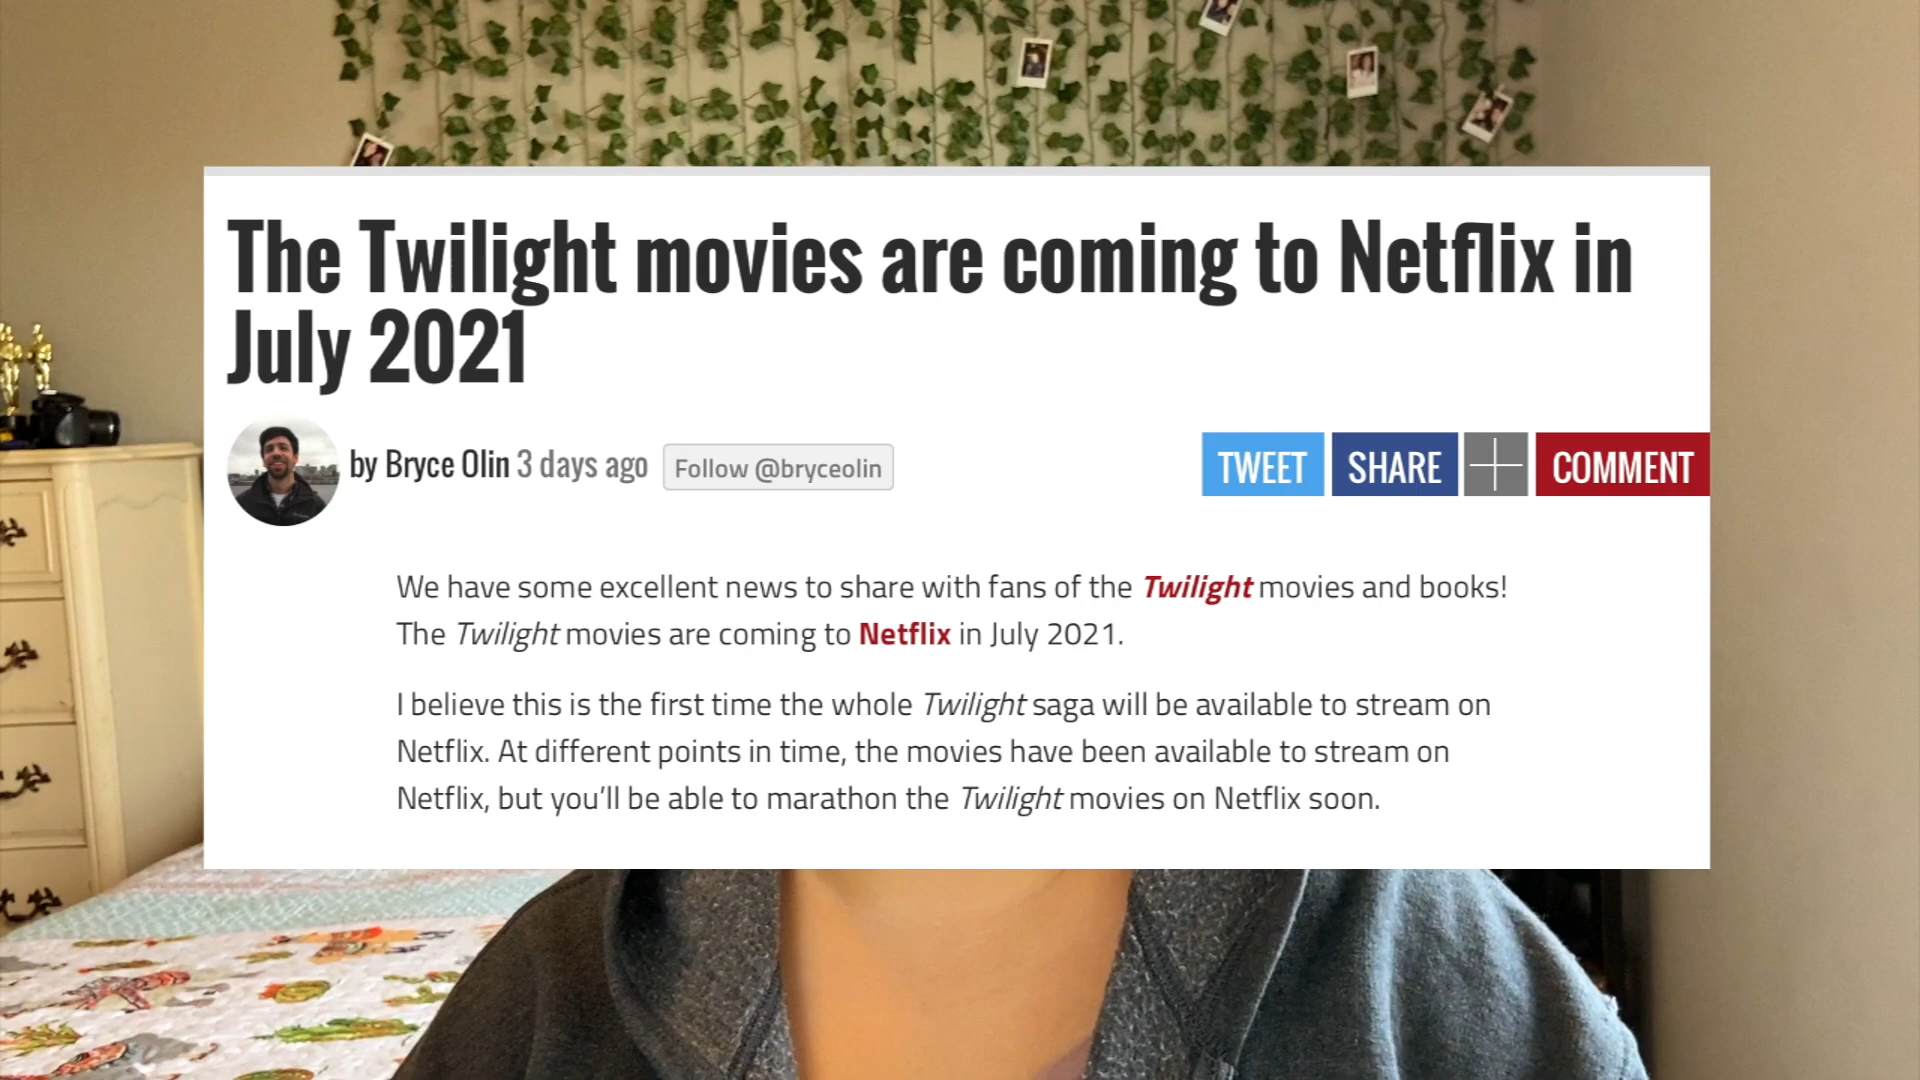 The Twilight movies are coming to Netflix in
July 2021
by Bryce Olin 3 days ago Follow @bryceolin TWEET SHARE COMMENT
We have some excellent news to share with fans of the Twilight movies and books!
The Twilight movies are coming to Netflix in July 2021.
I believe this is the first time the whole Twilight saga will be available to stream on
Netflix. At different points in time, the movies have been available to stream on
Netflix, but you’ll be able to marathon the Twilight movies on Netflix soon.